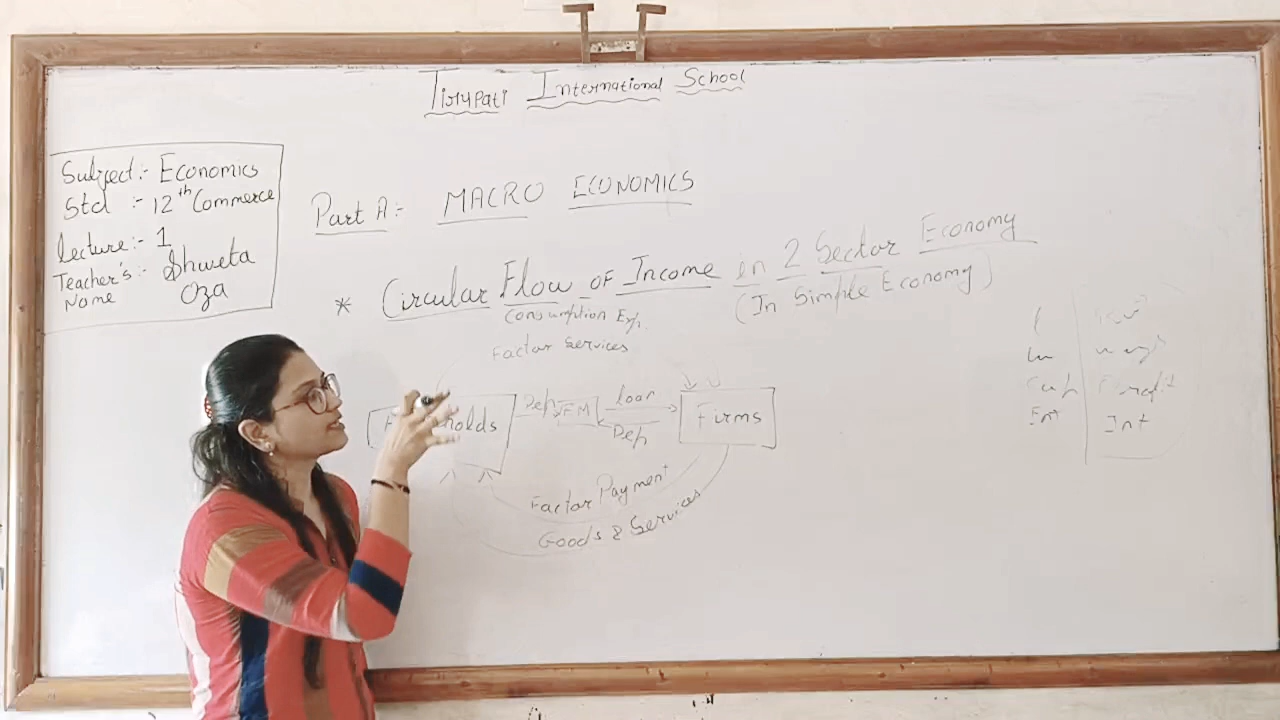 Tirupati International School
Subject:- Economics
Std :- 12th Commerce
Lecture:- 1
Teacher's :- Shweta
Name Oza
Part A:- MACRO ECONOMICS
* Circular Flow of Income in 2 Sector Economy
(In Simple Economy)
Consumption Exp.
Factor Services
holds Dep FM loan Firms
Dep
Factor Payment
Goods & Services
Int